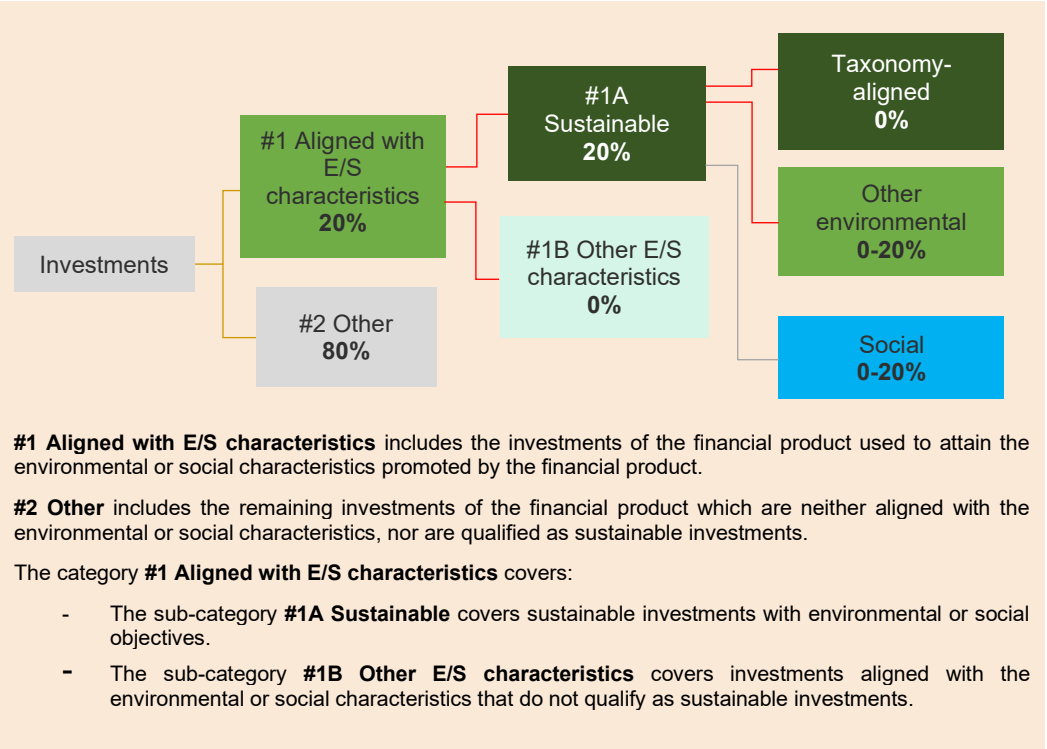 Investments
#1 Aligned with
E/S
characteristics
20%
#2 Other
80%
#1A
Sustainable
20%
#1B Other E/S
characteristics
0%
Taxonomy-
aligned
0%
Other
environmental
0-20%
Social
0-20%
#1 Aligned with E/S characteristics includes the investments of the financial product used to attain the
environmental or social characteristics promoted by the financial product.
#2 Other includes the remaining investments of the financial product which are neither aligned with the
environmental or social characteristics, nor are qualified as sustainable investments.
The category #1 Aligned with E/S characteristics covers:
- The sub-category #1A Sustainable covers sustainable investments with environmental or social
objectives.
- The sub-category #1B Other E/S characteristics covers investments aligned with the
environmental or social characteristics that do not qualify as sustainable investments.